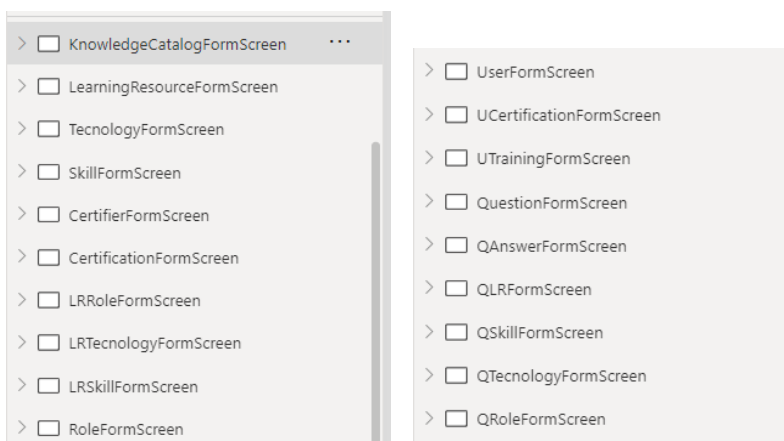 KnowledgeCatalogFormScreen ...
LearningResourceFormScreen
TecnologyFormScreen
SkillFormScreen
CertifierFormScreen
CertificationFormScreen
LRRoleFormScreen
LRTecnologyFormScreen
LRSkillFormScreen
RoleFormScreen
UserFormScreen
UCertificationFormScreen
UTrainingFormScreen
QuestionFormScreen
QAnswerFormScreen
QLRFormScreen
QSkillFormScreen
QTecnologyFormScreen
QRoleFormScreen